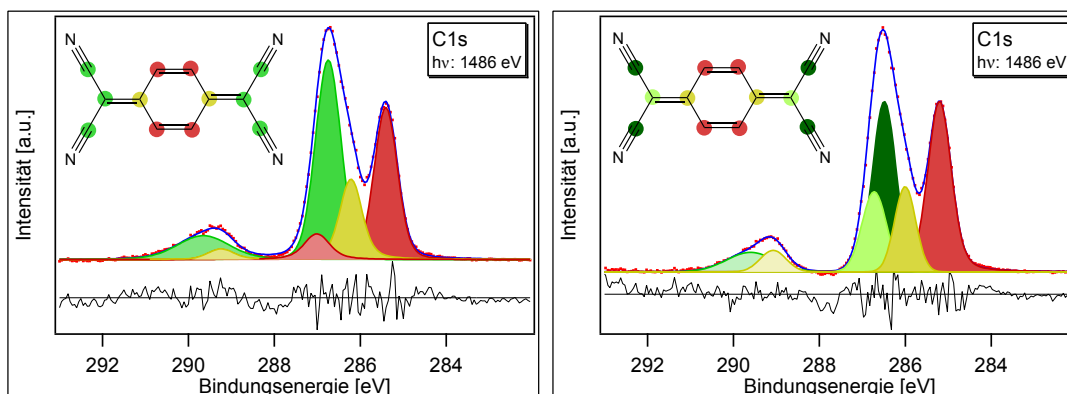 C1s
hν: 1486 eV
N
N
N
N
Intensität [a.u.]
292
290
288
286
284
Bindungsenergie [eV]
C1s
hν: 1486 eV
N
N
N
N
Intensität [a.u.]
292
290
288
286
284
Bindungsenergie [eV]